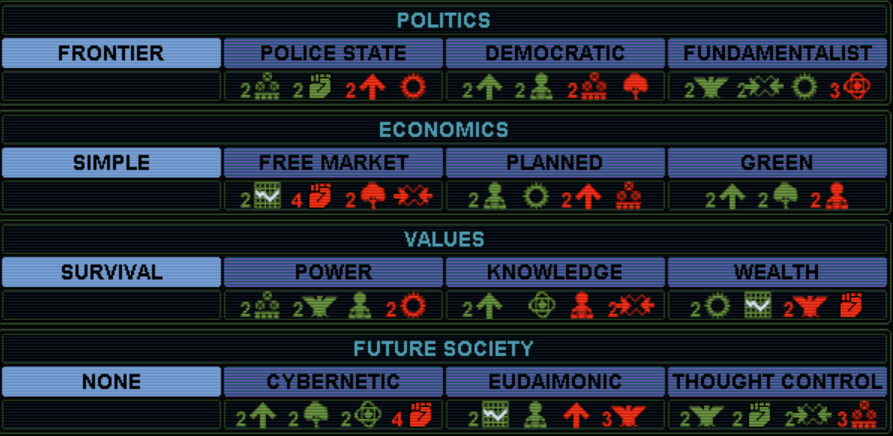 POLITICS
FRONTIER POLICE STATE DEMOCRATIC FUNDAMENTALIST
2 2 2 2 2 2 2 2 3
ECONOMICS
SIMPLE FREE MARKET PLANNED GREEN
2 4 2 2 2 2 2 2
VALUES
SURVIVAL POWER KNOWLEDGE WEALTH
2 2 2 2 2 2 2
FUTURE SOCIETY
NONE CYBERNETIC EUDAIMONIC THOUGHT CONTROL
2 2 2 4 2 3 2 2 2 3